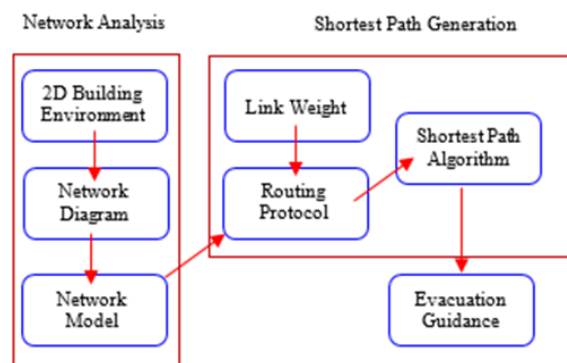 Network Analysis
Shortest Path Generation
2D Building
Environment
Network
Diagram
Network
Model
Link Weight
Routing
Protocol
Shortest Path
Algorithm
Evacuation
Guidance